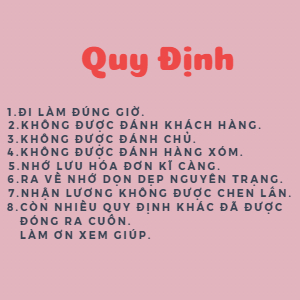 Quy Định
1.ĐI LÀM ĐÚNG GIỜ.
2.KHÔNG ĐƯỢC ĐÁNH KHÁCH HÀNG.
3.KHÔNG ĐƯỢC ĐÁNH CHỦ.
4.KHÔNG ĐƯỢC ĐÁNH HÀNG XÓM.
5.NHỚ LƯU HÓA ĐƠN KĨ CÀNG.
6.RA VỀ NHỚ DỌN DẸP NGUYÊN TRẠNG.
7.NHẬN LƯƠNG KHÔNG ĐƯỢC CHEN LẤN.
8.CÒN NHIỀU QUY ĐỊNH KHÁC ĐÃ ĐƯỢC
ĐÓNG RA CUỐN.
LÀM ƠN XEM GIÚP.